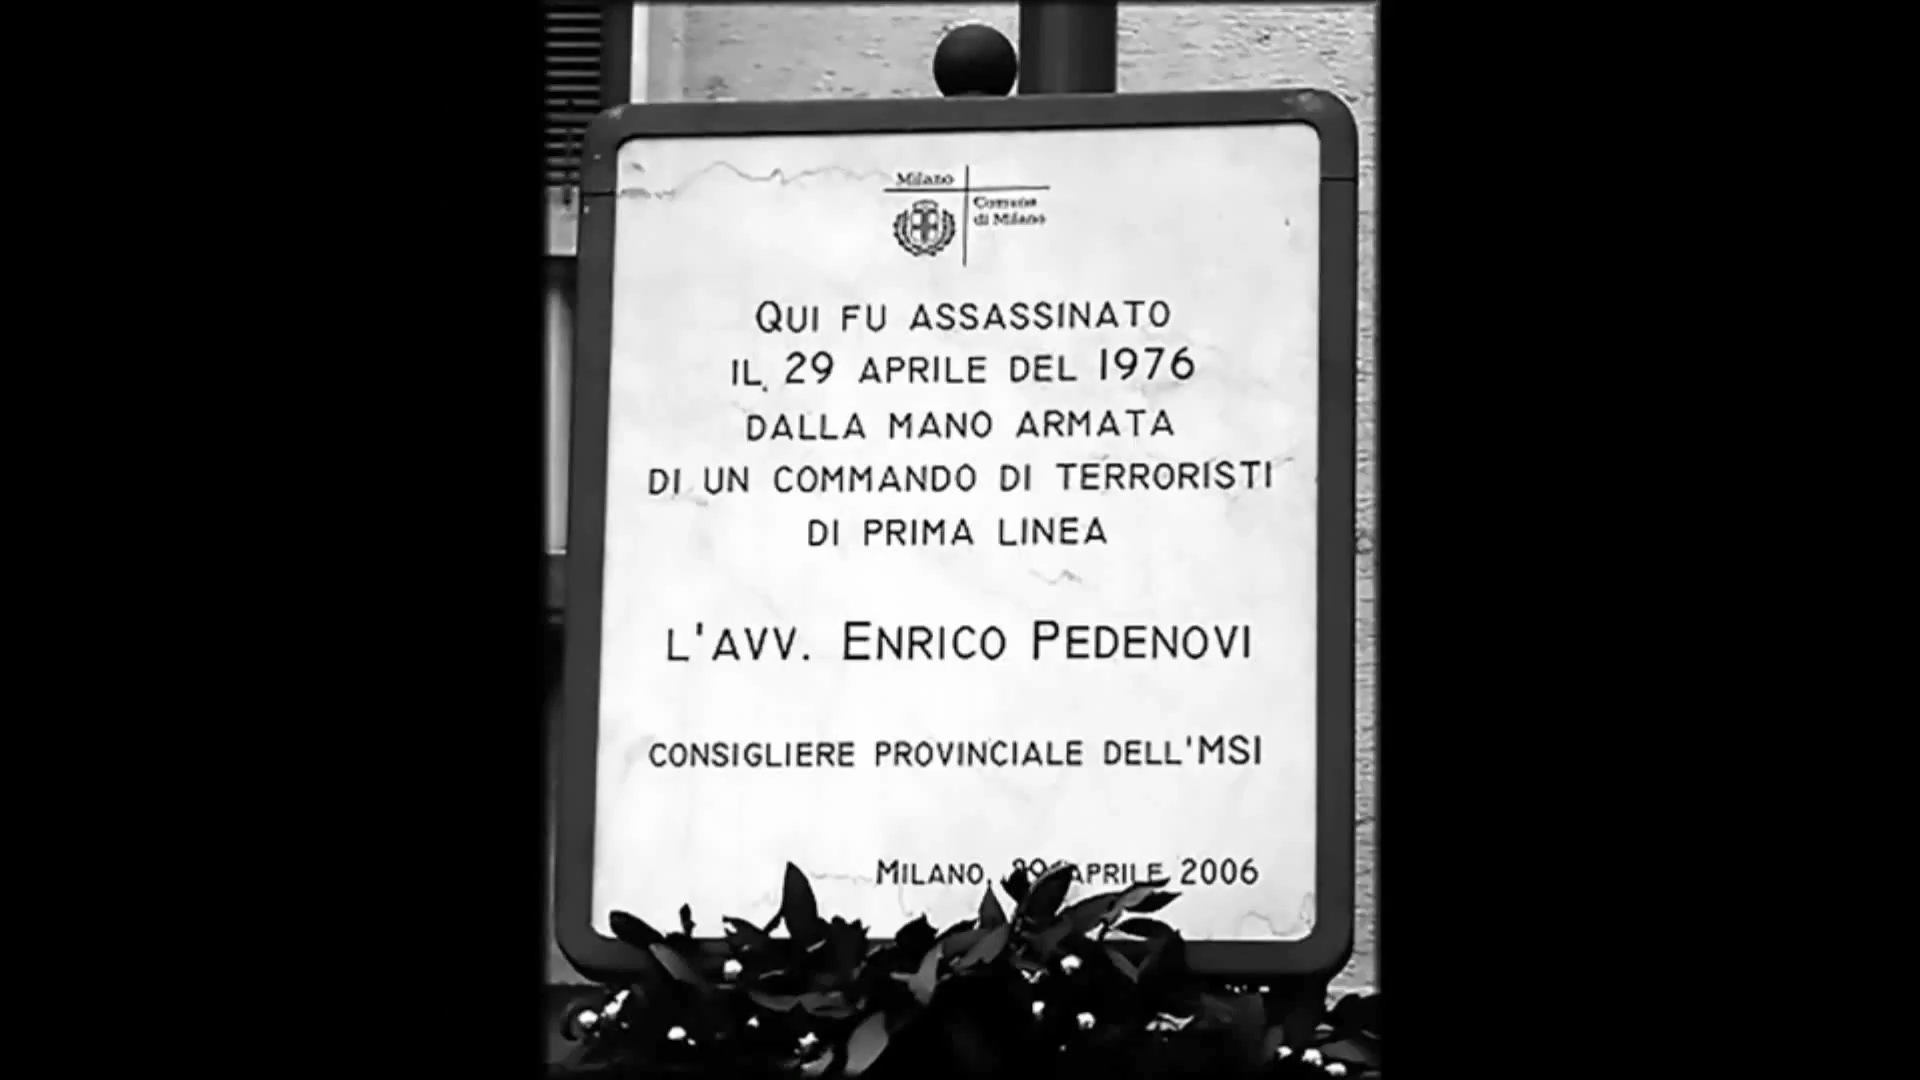 Milano
Comune
di Milano
QUI FU ASSASSINATO
IL 29 APRILE DEL 1976
DALLA MANO ARMATA
DI UN COMMANDO DI TERRORISTI
DI PRIMA LINEA
L'AVV. ENRICO PEDENOVI
CONSIGLIERE PROVINCIALE DELL'MSI
MILANO, APRILE 2006